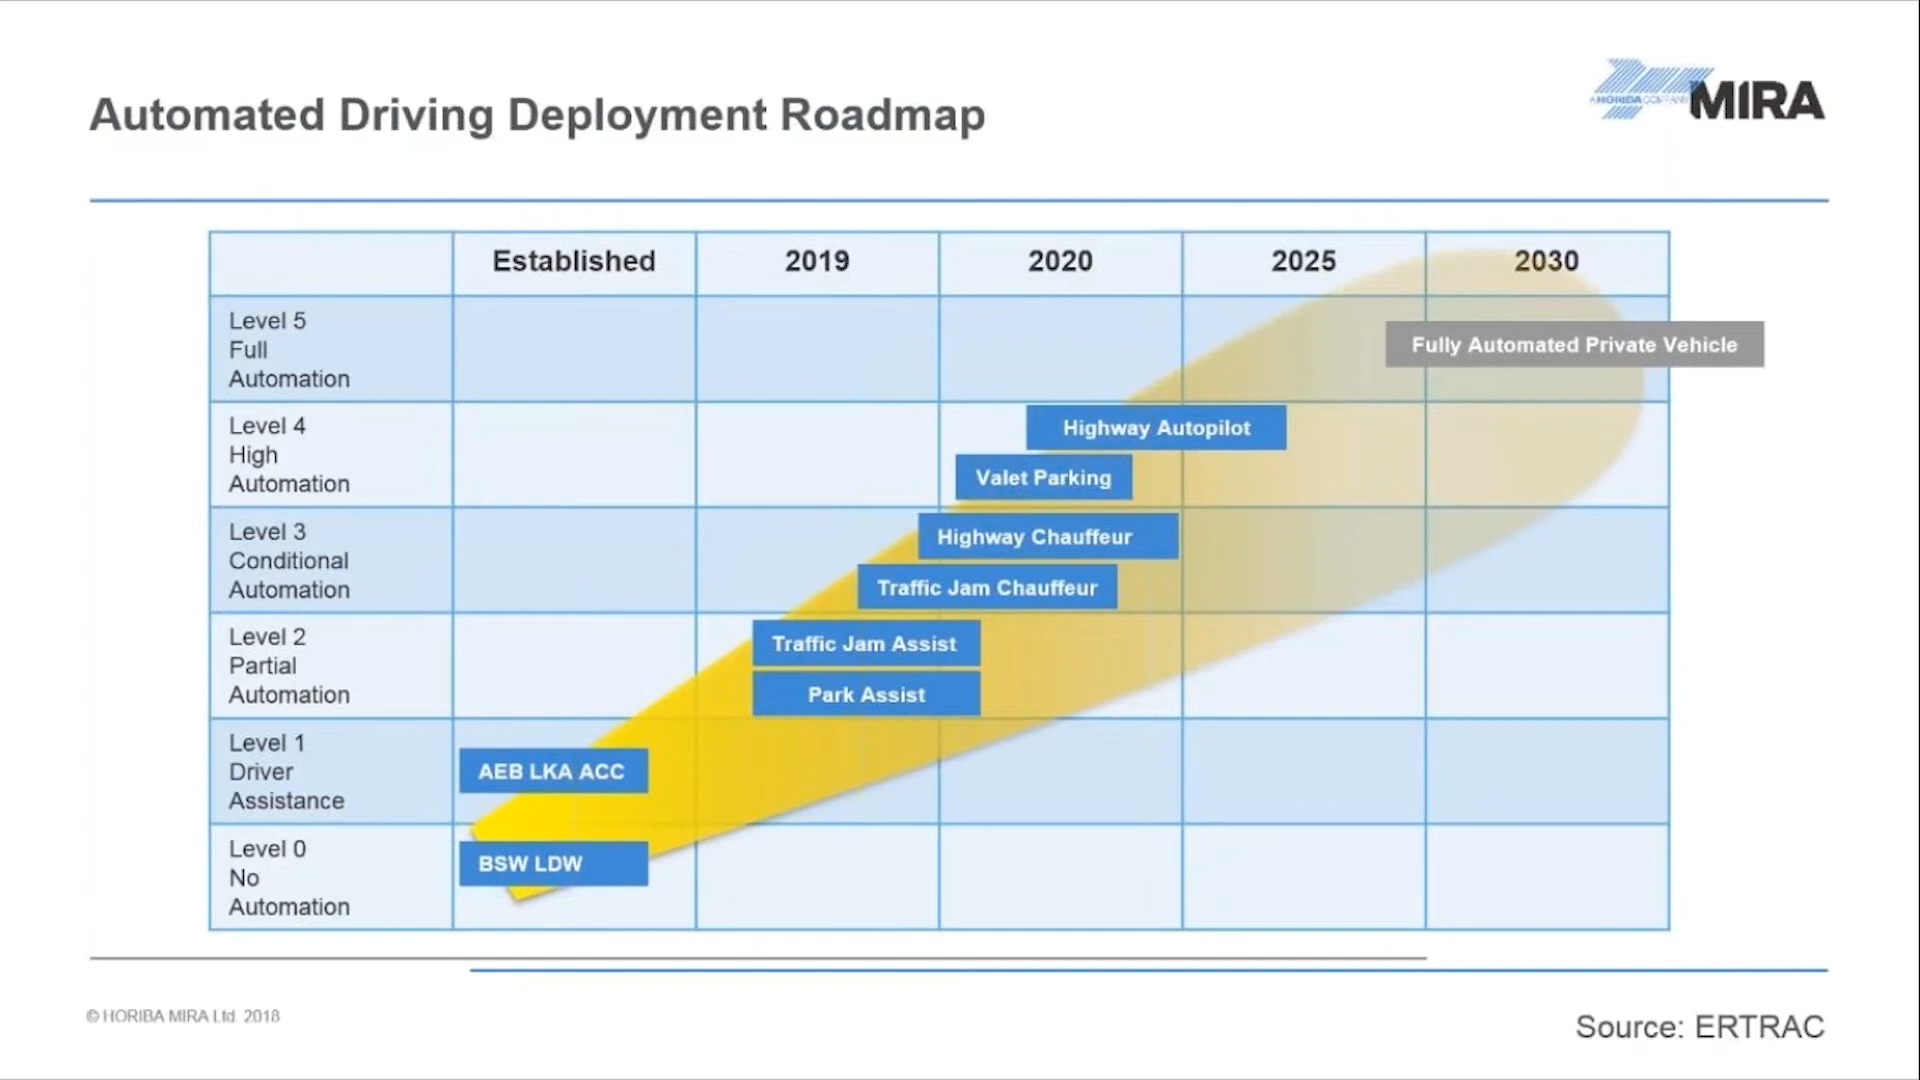 Automated Driving Deployment Roadmap
A HORIBA COMPANY
MIRA
Established 2019 2020 2025 2030
Level 5
Full
Automation
Fully Automated Private Vehicle
Level 4
High
Automation
Highway Autopilot
Valet Parking
Level 3
Conditional
Automation
Highway Chauffeur
Traffic Jam Chauffeur
Level 2
Partial
Automation
Traffic Jam Assist
Park Assist
Level 1
Driver
Assistance
AEB LKA ACC
Level 0
No
Automation
BSW LDW
© HORIBA MIRA Ltd. 2018
Source: ERTRAC